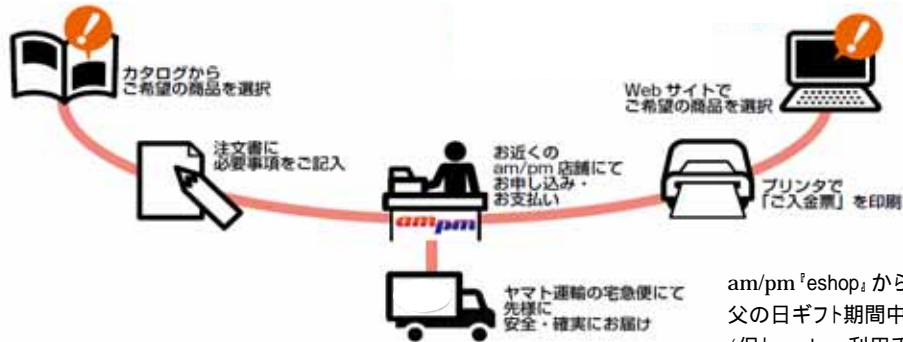 カタログから
ご希望の商品を選択
注文書に
必要事項をご記入
お近くの
am/pm 店舗にて
お申し込み・
お支払い
ampm
Web サイトで
ご希望の商品を選択
プリンタで
「ご入金票」を印刷
ヤマト運輸の宅急便にて
先様に
安全・確実にお届け
am/pm『eshop』から
父の日ギフト期間中